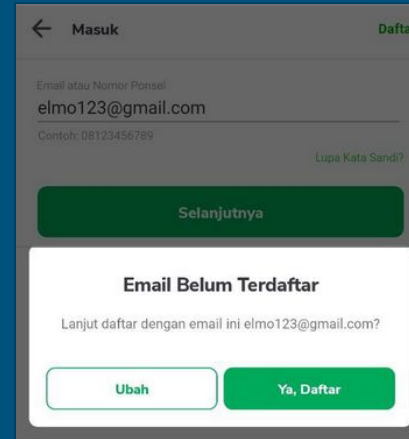 Masuk
Dafta
Email atau Nomor Ponsel
elmo123@gmail.com
Contoh: 08123456789
Lupa Kata Sandi?
Selanjutnya
Email Belum Terdaftar
Lanjut daftar dengan email ini elmo123@gmail.com?
Ubah
Ya, Daftar